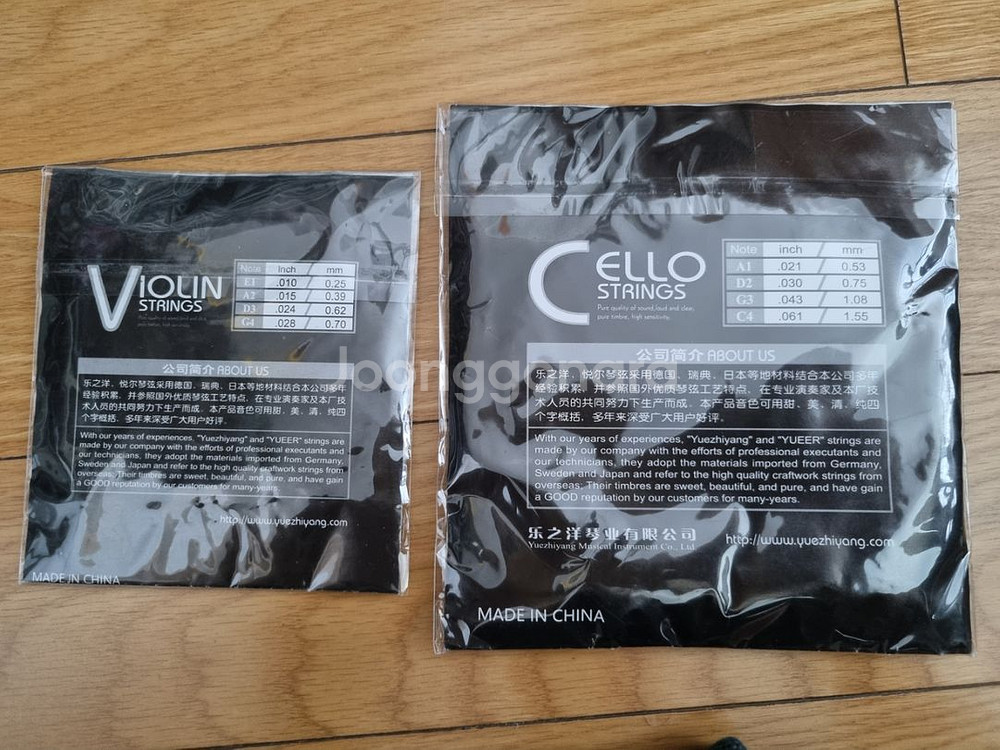 VIOLIN
STRINGS
Note inch / mm
E1 .010 / 0.25
A2 .015 / 0.39
D3 .024 / 0.62
G4 .028 / 0.70
公司简介 ABOUT US
乐之洋、悦尔琴弦采用德国、瑞典、日本等地材料结合本公司多年
经验积累，并参照国外优质琴弦工艺特点，在专业演奏家及本厂技
术人员的共同努力下生产而成。本产品音色可用甜、美、清、纯四
个字概括，多年来深受广大用户好评。
With our years of experiences, "Yuezhiyang" and "YUEER" strings are
made by our company with the efforts of professional executants and
our technicians, they adopt the materials imported from Germany,
Sweden and Japan and refer to the high quality craftwork strings from
overseas; Their timbres are sweet, beautiful, and pure, and have gain
a GOOD reputation by our customers for many-years.
http://www.yuezhiyang.com
MADE IN CHINA
CELLO
STRINGS
Pure quality of sound,loud and clear,
pure timbre, high sensitivity.
Note inch / mm
A1 .021 / 0.53
D2 .030 / 0.75
G3 .043 / 1.08
C4 .061 / 1.55
公司简介 ABOUT US
乐之洋、悦尔琴弦采用德国、瑞典、日本等地材料结合本公司多年
经验积累，并参照国外优质琴弦工艺特点，在专业演奏家及本厂技
术人员的共同努力下生产而成。本产品音色可用甜、美、清、纯四
个字概括，多年来深受广大用户好评。
With our years of experiences, "Yuezhiyang" and "YUEER" strings are
made by our company with the efforts of professional executants and
our technicians, they adopt the materials imported from Germany,
Sweden and Japan and refer to the high quality craftwork strings from
overseas; Their timbres are sweet, beautiful, and pure, and have gain
a GOOD reputation by our customers for many-years.
乐之洋琴业有限公司
Yuezhiyang Musical Instrument Co., Ltd.
http://www.yuezhiyang.com
MADE IN CHINA